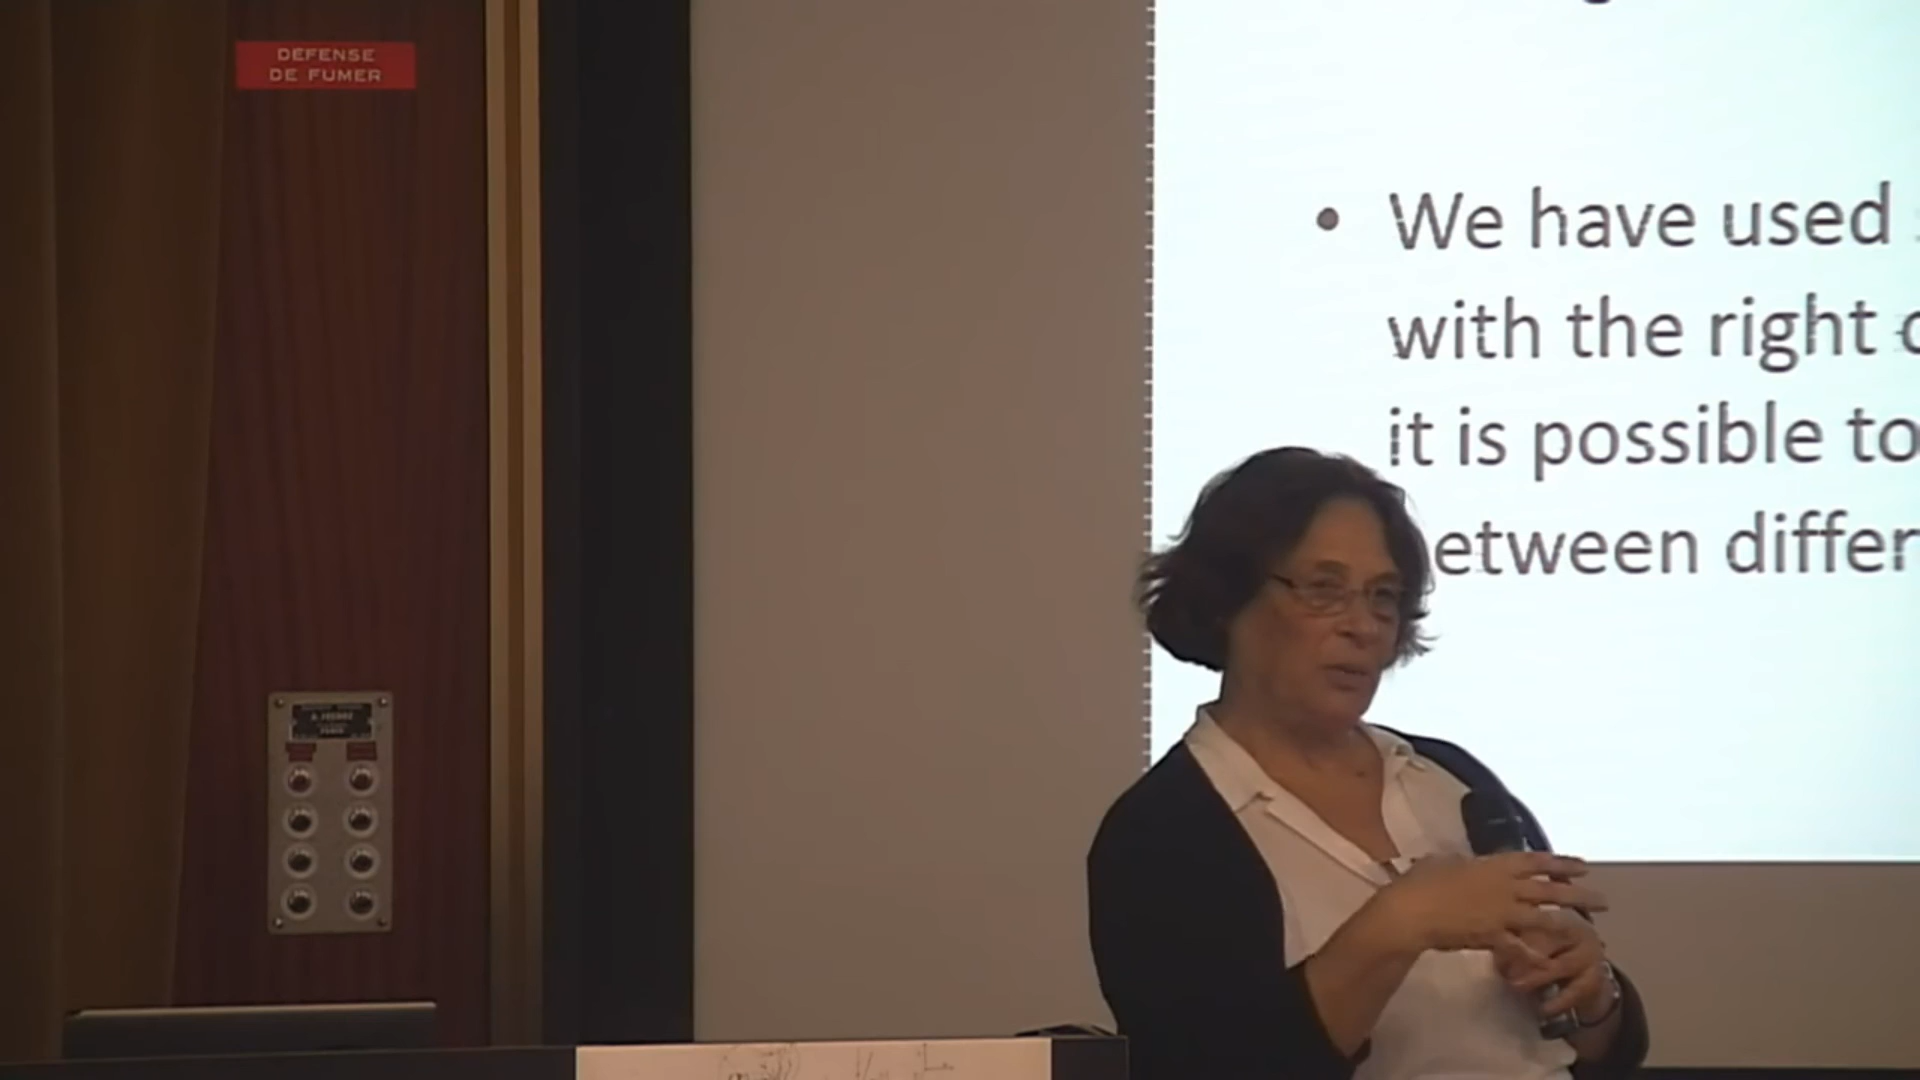 DEFENSE
DE FUMER
• We have used
with the right
it is possible to
etween differ